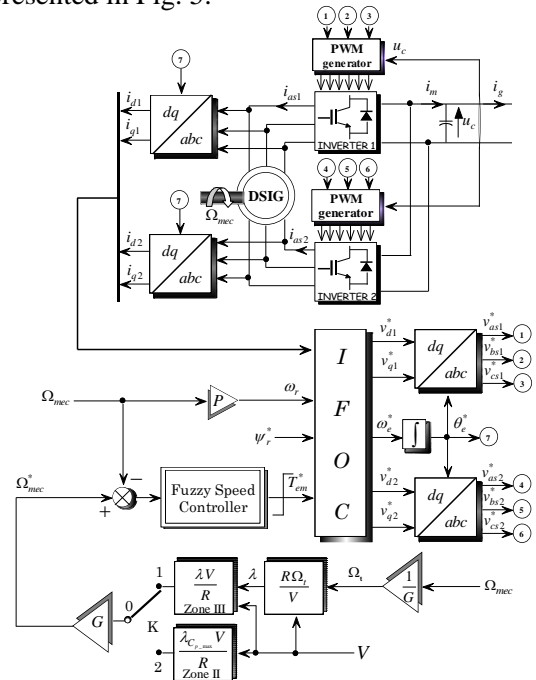 presented in Fig. 3.
1 2 3
PWM
generator
u_c
7
i_d1
i_q1
dq
abc
i_as1
INVERTER 1
i_m
i_g
u_c
4 5 6
PWM
generator
DSIG
Ω_mec
7
i_d2
i_q2
dq
abc
i_as2
INVERTER 2
I
F
O
C
v*_d1
v*_q1
dq
abc
v*_as1 1
v*_bs1 2
v*_cs1 3
Ω_mec
P
ω_r
ψ*_r
ω*_e
∫
θ*_e
7
Ω*_mec
−
+
Fuzzy Speed
Controller
T*_em
v*_d2
v*_q2
dq
abc
v*_as2 4
v*_bs2 5
v*_cs2 6
G
0
1
K
2
λV
R
Zone III
λ
RΩ_t
V
Ω_t
1
G
Ω_mec
λ_Cp_max V
R
Zone II
V